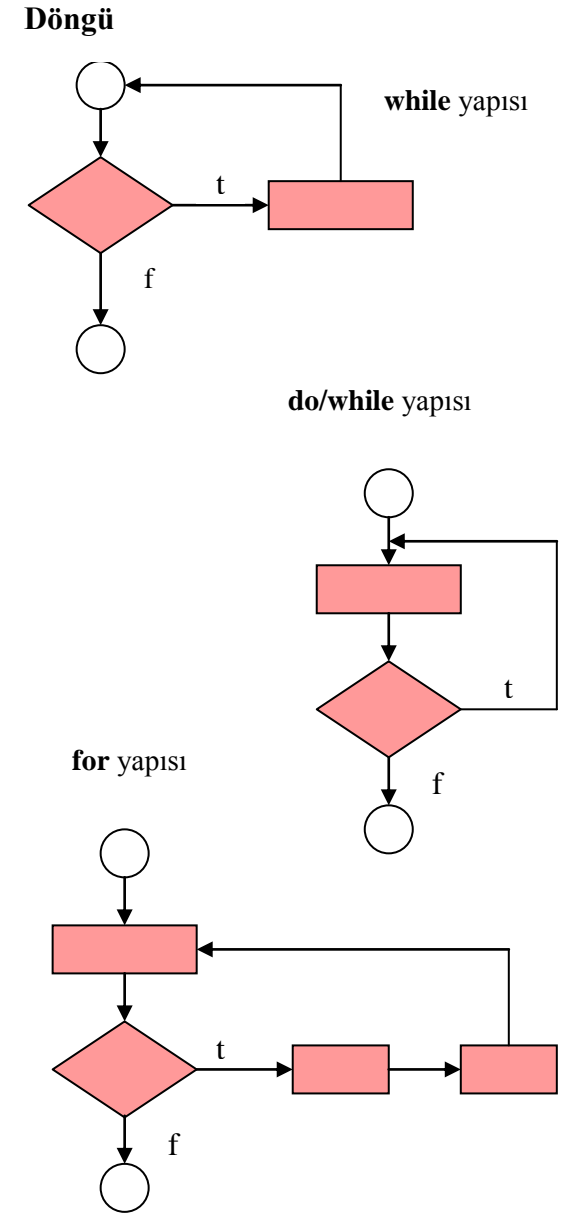 Döngü
while yapısı
t
f
do/while yapısı
t
f
for yapısı
t
f